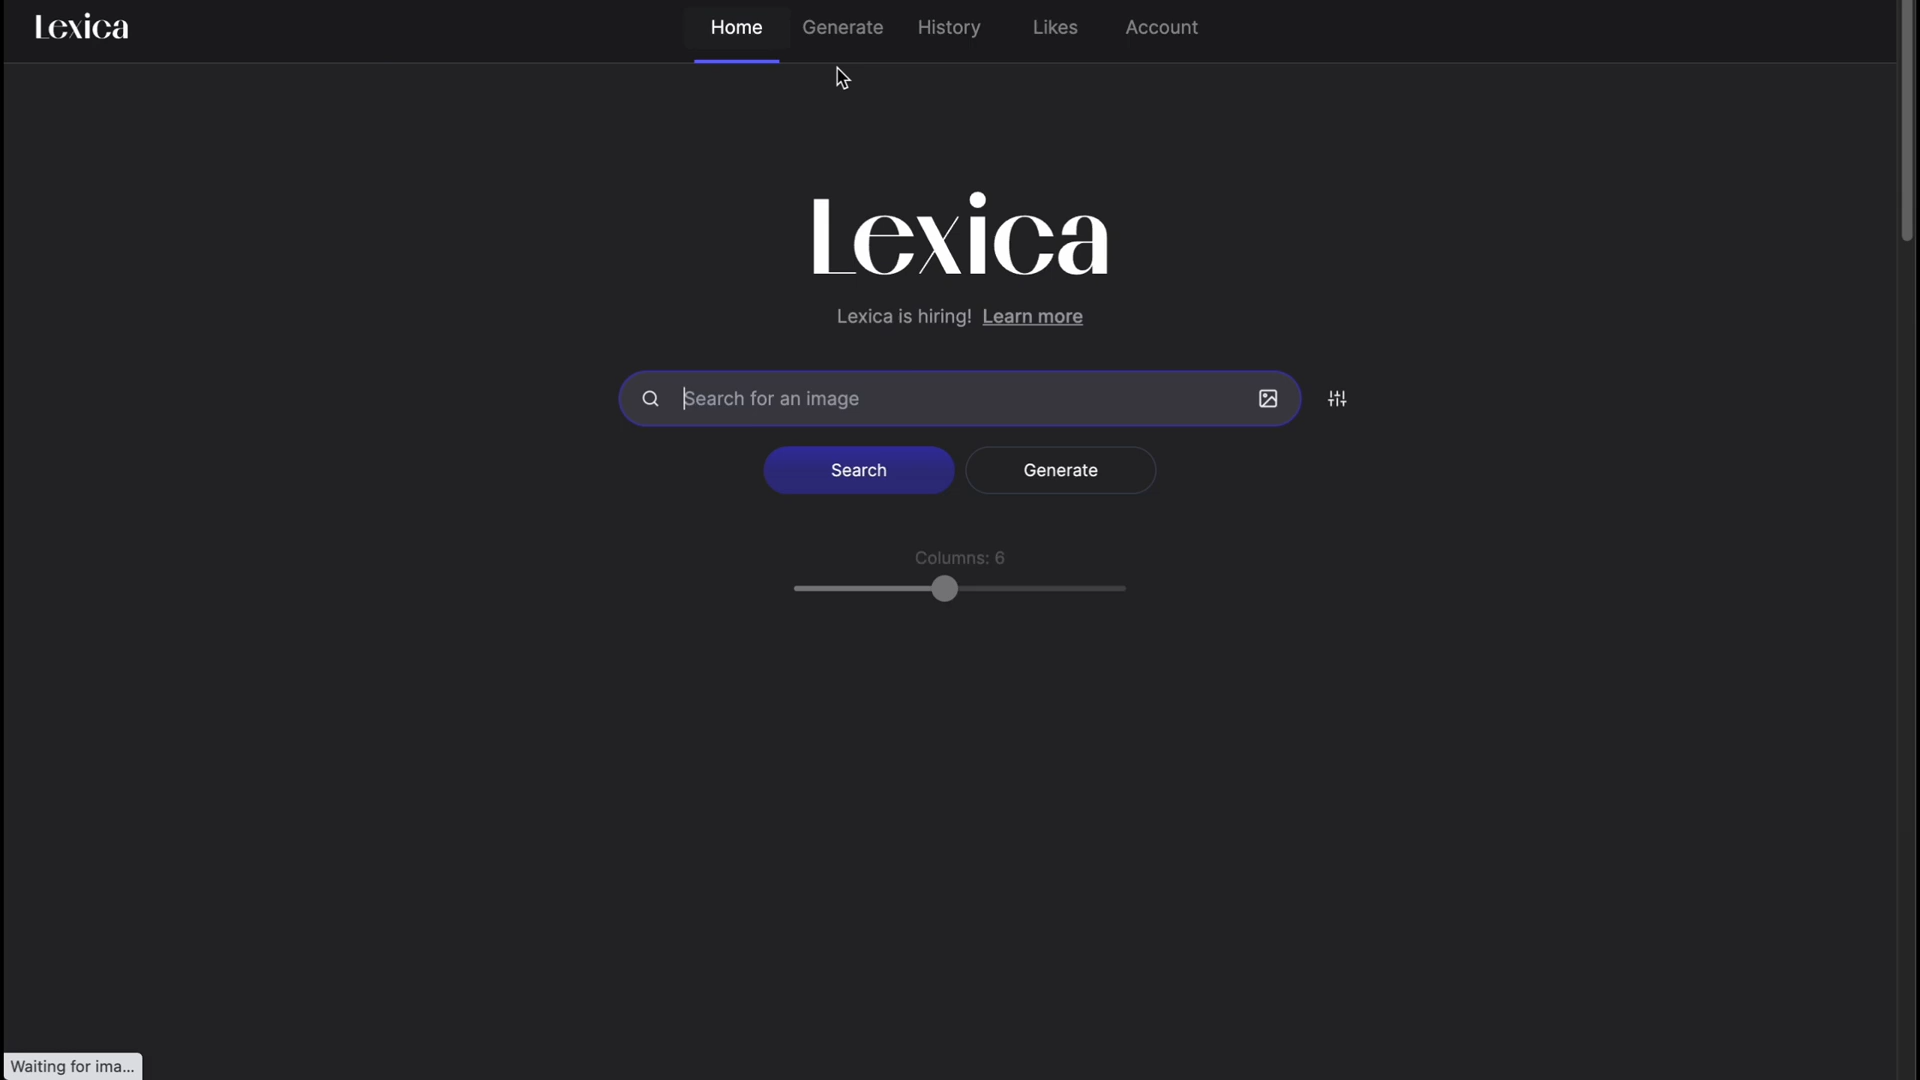 Lexica
Home Generate History Likes Account
Lexica
Lexica is hiring! Learn more
Search for an image
Search Generate
Columns: 6
Waiting for ima...